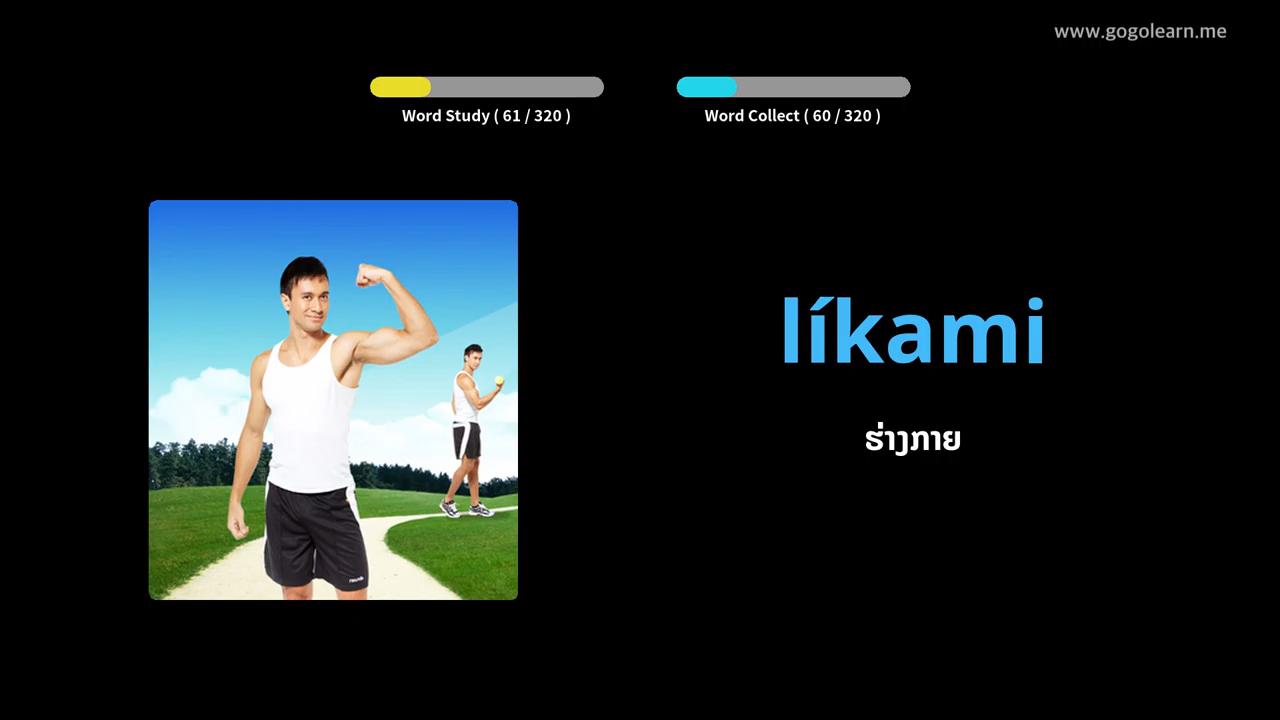 www.gogolearn.me
Word Study ( 61 / 320 )
Word Collect ( 60 / 320 )
líkami
ຮ່າງກາຍ